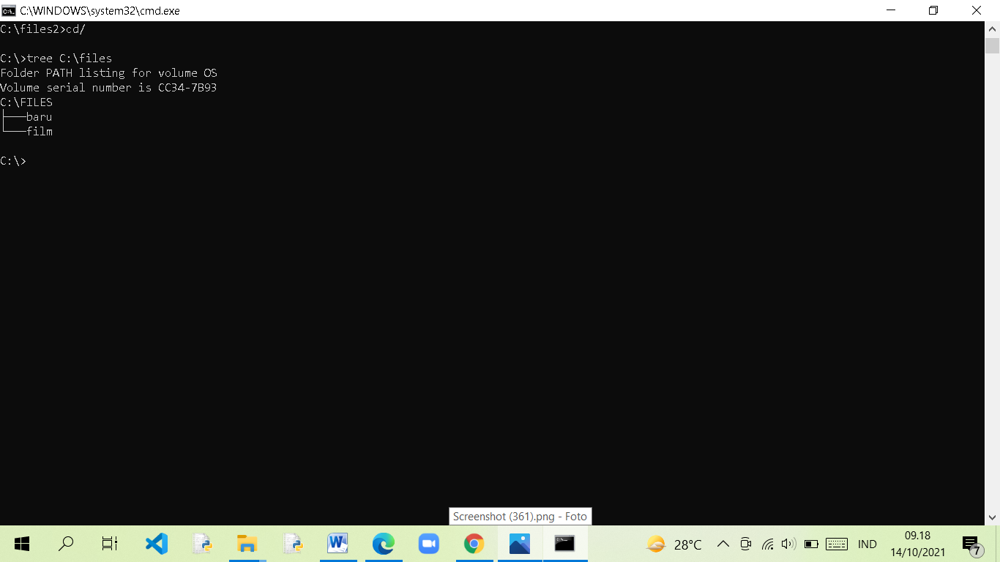 C:\WINDOWS\system32\cmd.exe
C:\files2>cd/
C:\>tree C:\files
Folder PATH listing for volume OS
Volume serial number is CC34-7B93
C:\FILES
├───baru
└───film
C:\>
Screenshot (361).png - Foto
28°C
IND
09.18
14/10/2021
7